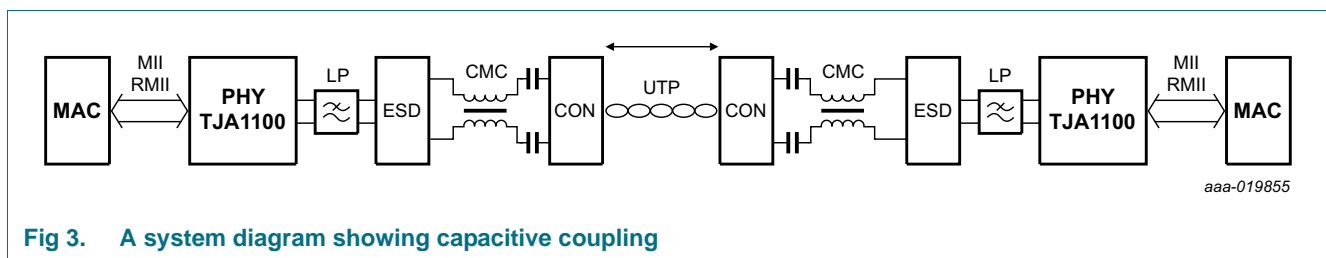 MAC
MII
RMII
PHY
TJA1100
LP
ESD
CMC
CON
UTP
CON
CMC
ESD
LP
PHY
TJA1100
MII
RMII
MAC
aaa-019855
Fig 3. A system diagram showing capacitive coupling